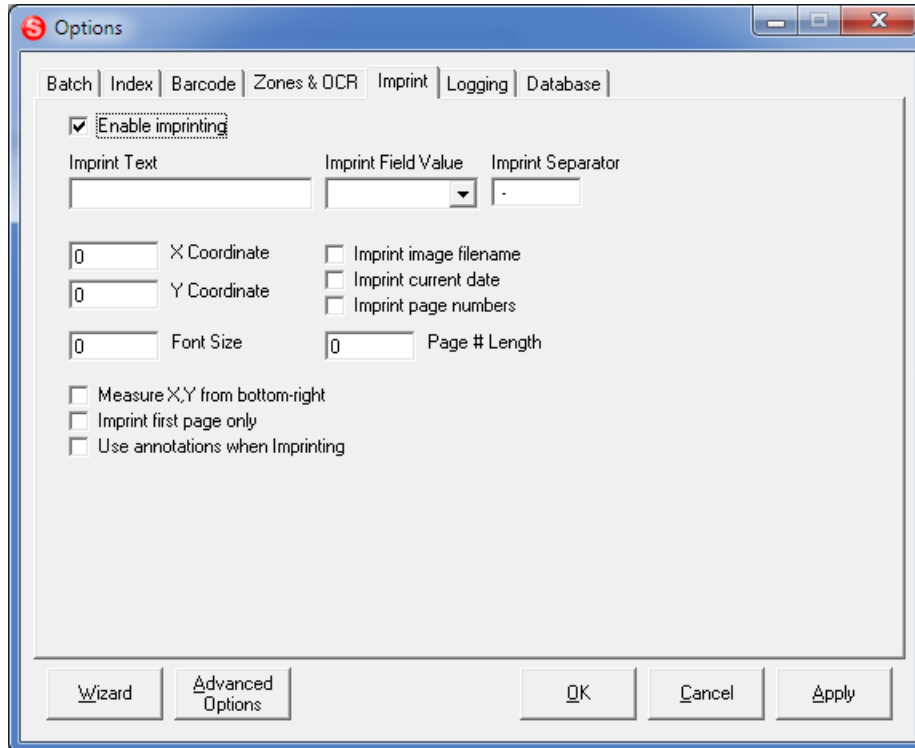 Options
Batch Index Barcode Zones & OCR Imprint Logging Database
Enable imprinting
Imprint Text Imprint Field Value Imprint Separator
-
0 X Coordinate Imprint image filename
Imprint current date
0 Y Coordinate
Imprint page numbers
0 Font Size 0 Page # Length
Measure X,Y from bottom-right
Imprint first page only
Use annotations when Imprinting
Wizard Advanced Options OK Cancel Apply